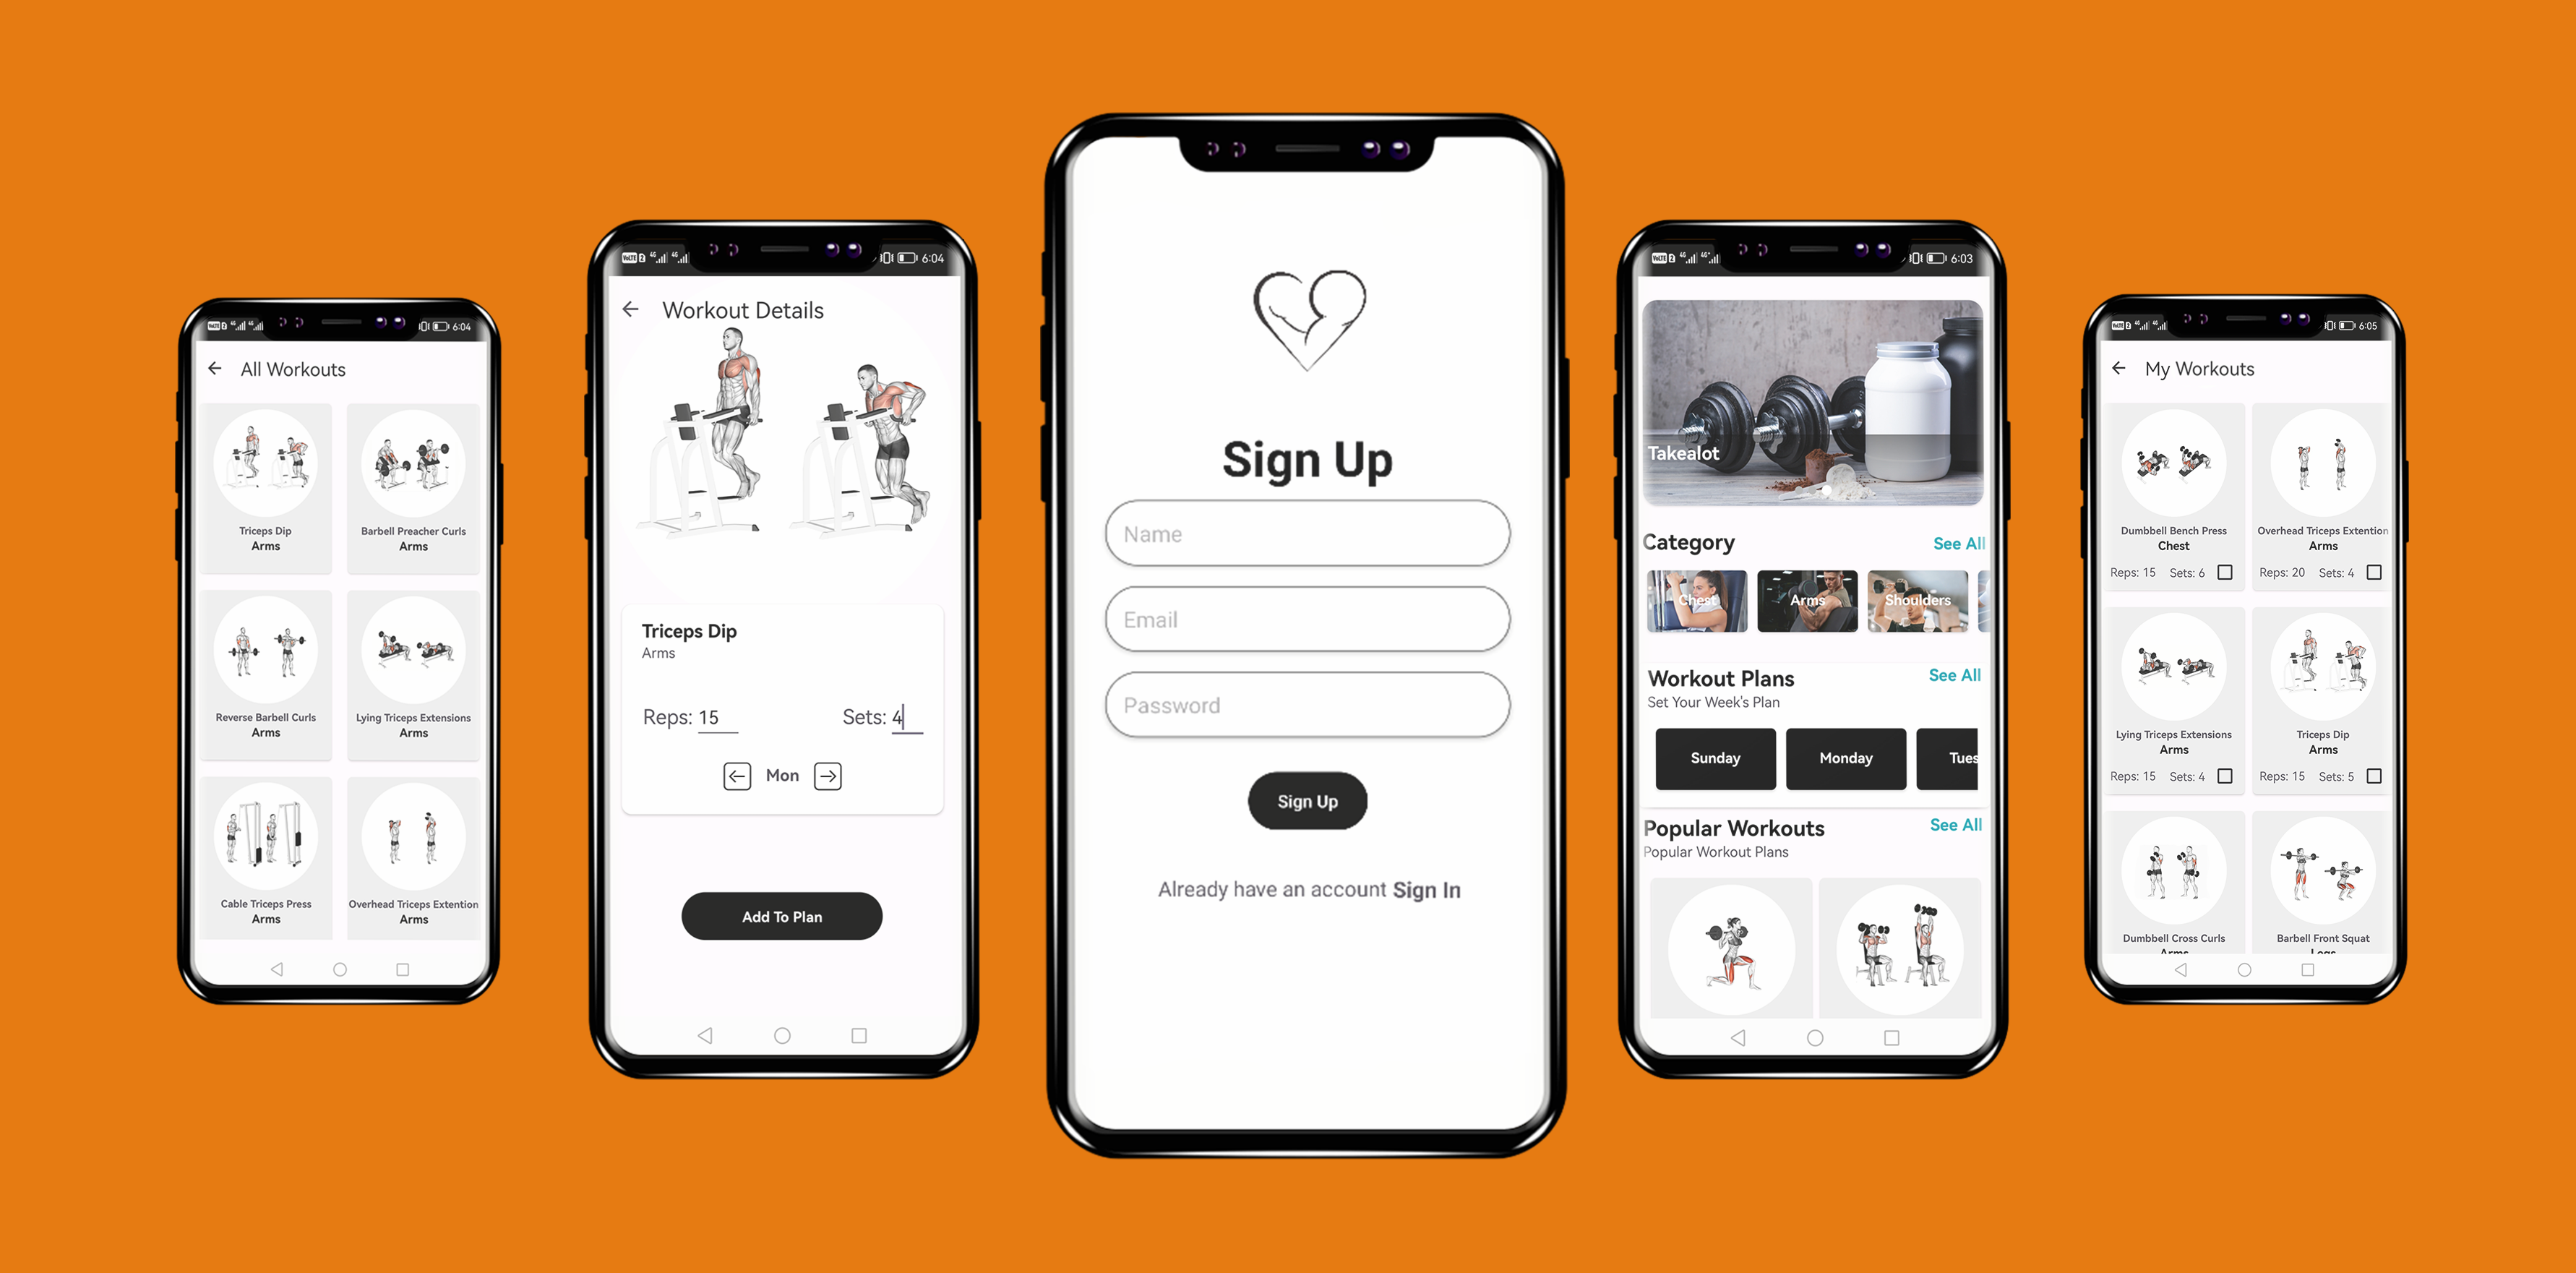 6:04
All Workouts
Triceps Dip
Arms
Barbell Preacher Curls
Arms
Reverse Barbell Curls
Arms
Lying Triceps Extensions
Arms
Cable Triceps Press
Arms
Overhead Triceps Extention
Arms
6:04
Workout Details
Triceps Dip
Arms
Reps: 15 Sets: 4
Mon
Add To Plan
Sign Up
Name
Email
Password
Sign Up
Already have an account Sign In
6:03
Takealot
Category See All
Chest Arms Shoulders
Workout Plans See All
Set Your Week's Plan
Sunday Monday Tues
Popular Workouts See All
Popular Workout Plans
6:05
My Workouts
Dumbbell Bench Press
Chest
Reps: 15 Sets: 6
Overhead Triceps Extention
Arms
Reps: 20 Sets: 4
Lying Triceps Extensions
Arms
Reps: 15 Sets: 4
Triceps Dip
Arms
Reps: 15 Sets: 5
Dumbbell Cross Curls
Arms
Barbell Front Squat
Legs